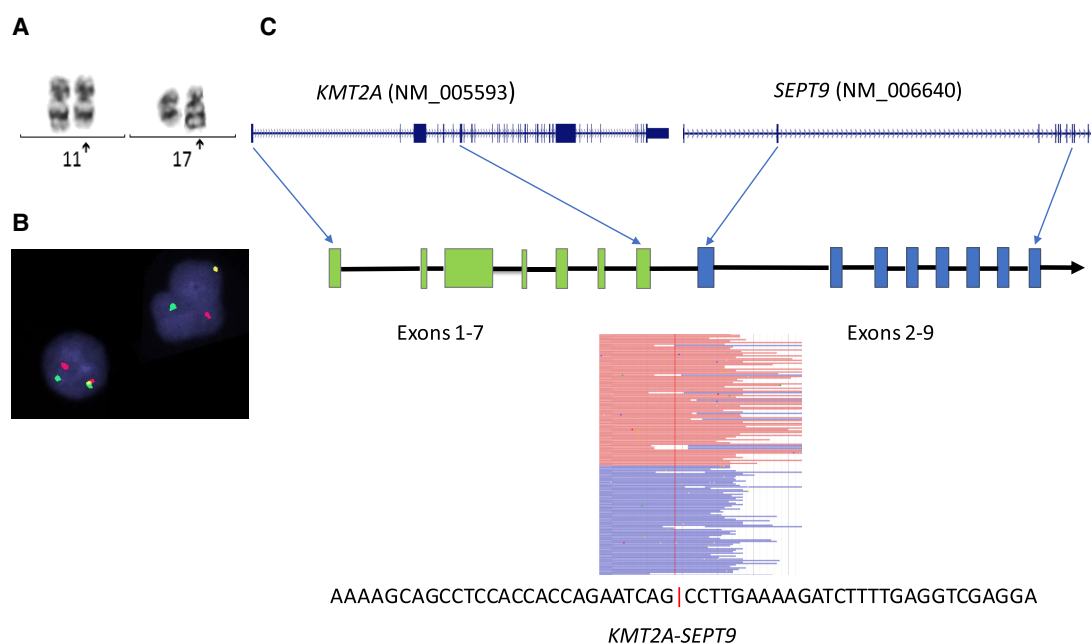 A
C
KMT2A (NM_005593)
SEPT9 (NM_006640)
11
17
B
Exons 1-7
Exons 2-9
AAAAGCAGCCTCCACCACCAGAATCAG|CCTTGAAAAGATCTTTTGAGGTCGAGGA
KMT2A-SEPT9